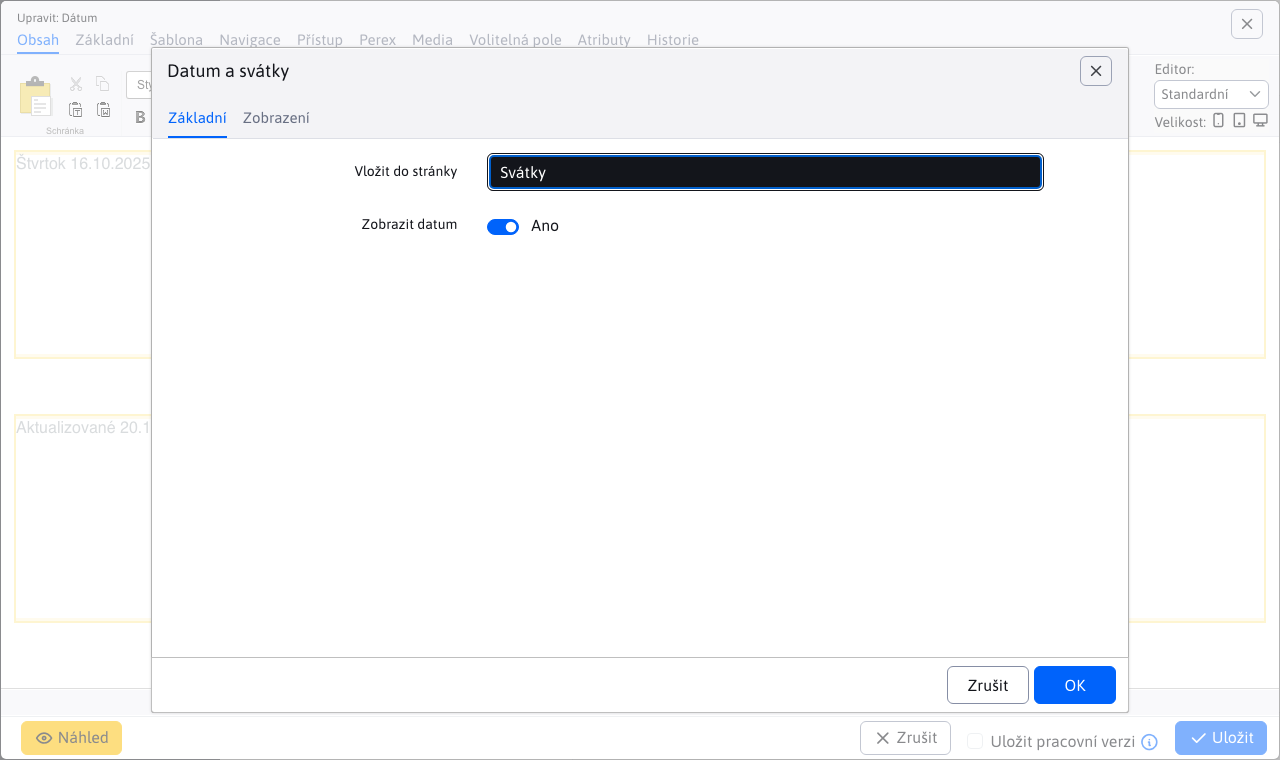 Upravit: Dátum
Obsah Základní Šablona Navigace Přístup Perex Media Volitelná pole Atributy Historie
Schránka
B
Editor:
Standardní
Velikost:
Štvrtok 16.10.2025
Aktualizované 20.1
Datum a svátky
Základní Zobrazení
Vložit do stránky Svátky
Zobrazit datum Ano
Zrušit OK
Náhled Zrušit Uložit pracovní verzi Uložit